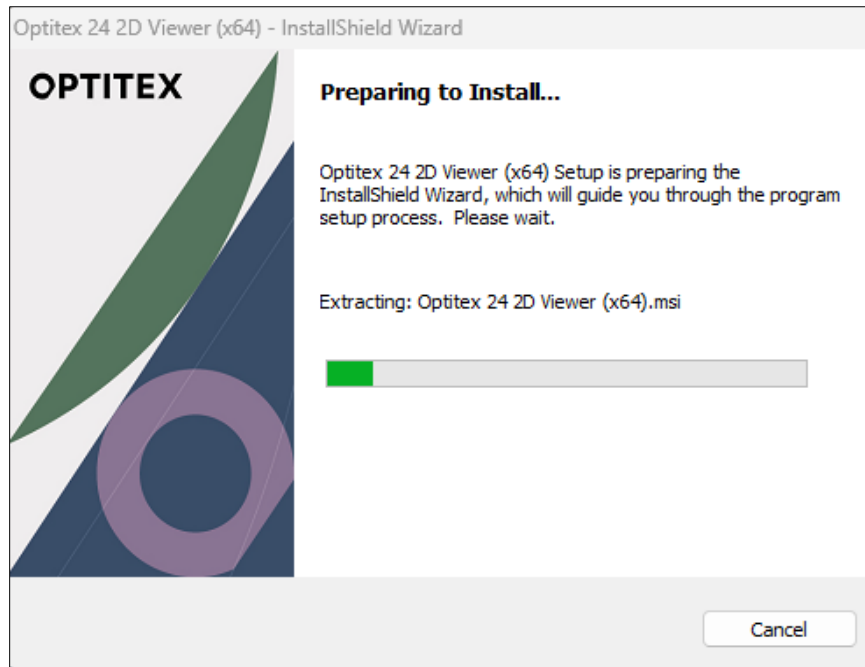 Optitex 24 2D Viewer (x64) - InstallShield Wizard
OPTITEX
Preparing to Install...
Optitex 24 2D Viewer (x64) Setup is preparing the
InstallShield Wizard, which will guide you through the program
setup process.  Please wait.
Extracting: Optitex 24 2D Viewer (x64).msi
Cancel